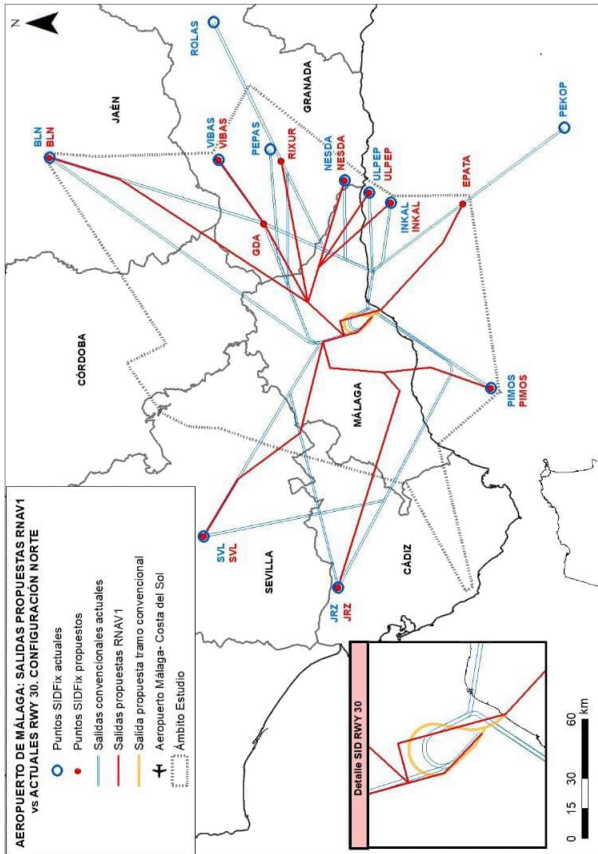 AEROPUERTO DE MÁLAGA: SALIDAS PROPUESTAS RNAV1
vs ACTUALES RWY 30. CONFIGURACIÓN NORTE
Puntos SIDFix actuales
Puntos SIDFix propuestos
Salidas convencionales actuales
Salidas propuestas RNAV1
Salida propuesta tramo convencional
Aeropuerto Málaga- Costa del Sol
Ámbito Estudio
N
JAÉN
CÓRDOBA
GRANADA
SEVILLA
MÁLAGA
CÁDIZ
BLN
BLN
ROLAS
VIBAS
VIBAS
PEPAS
RIXUR
GDA
NESDA
NESDA
ULPEP
ULPEP
INKAL
INKAL
EPATA
PEKOP
SVL
SVL
JRZ
JRZ
PIMOS
PIMOS
Detalle SID RWY 30
0 15 30 60
km